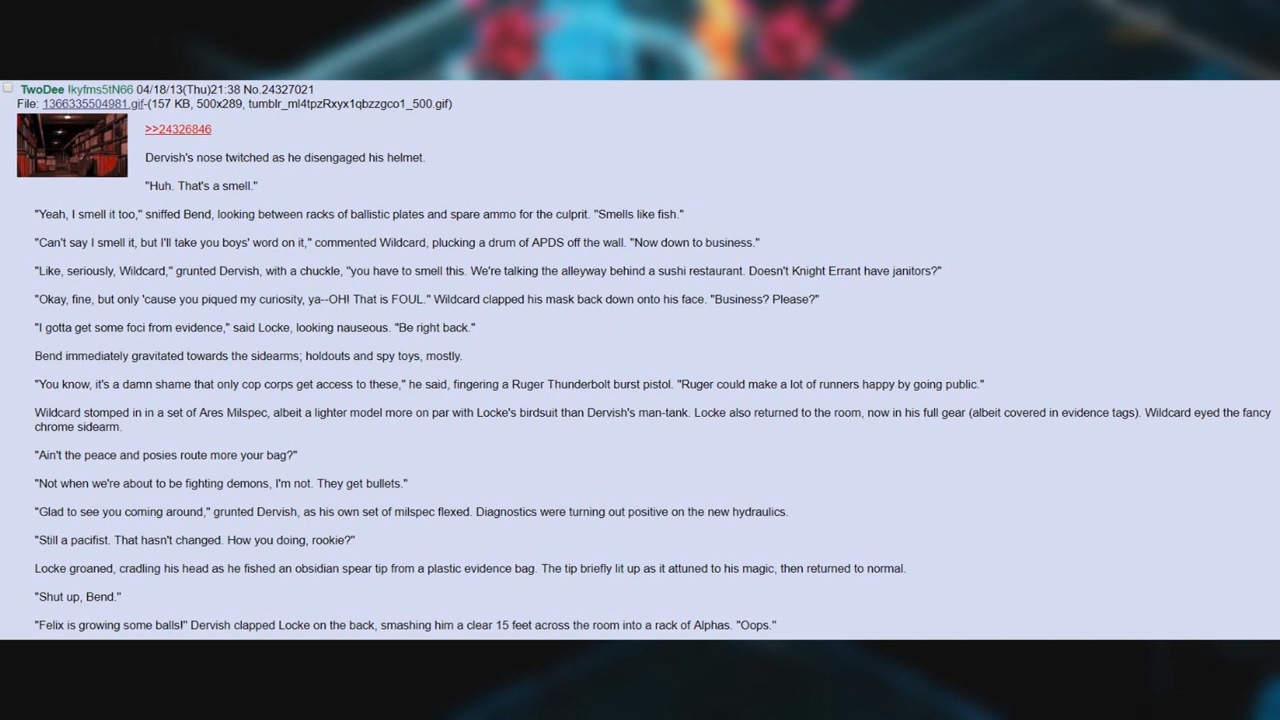 TwoDee !kyfms5tN66 04/18/13(Thu)21:38 No.24327021
File: 1366335504981.gif-(157 KB, 500x289, tumblr_ml4tpzRxyx1qbzzgco1_500.gif)
>>24326846
Dervish's nose twitched as he disengaged his helmet.
"Huh. That's a smell."
"Yeah, I smell it too," sniffed Bend, looking between racks of ballistic plates and spare ammo for the culprit. "Smells like fish."
"Can't say I smell it, but I'll take you boys' word on it," commented Wildcard, plucking a drum of APDS off the wall. "Now down to business."
"Like, seriously, Wildcard," grunted Dervish, with a chuckle, "you have to smell this. We're talking the alleyway behind a sushi restaurant. Doesn't Knight Errant have janitors?"
"Okay, fine, but only 'cause you piqued my curiosity, ya--OH! That is FOUL." Wildcard clapped his mask back down onto his face. "Business? Please?"
"I gotta get some foci from evidence," said Locke, looking nauseous. "Be right back."
Bend immediately gravitated towards the sidearms; holdouts and spy toys, mostly.
"You know, it's a damn shame that only cop corps get access to these," he said, fingering a Ruger Thunderbolt burst pistol. "Ruger could make a lot of runners happy by going public."
Wildcard stomped in in a set of Ares Milspec, albeit a lighter model more on par with Locke's birdsuit than Dervish's man-tank. Locke also returned to the room, now in his full gear (albeit covered in evidence tags). Wildcard eyed the fancy
chrome sidearm.
"Ain't the peace and posies route more your bag?"
"Not when we're about to be fighting demons, I'm not. They get bullets."
"Glad to see you coming around," grunted Dervish, as his own set of milspec flexed. Diagnostics were turning out positive on the new hydraulics.
"Still a pacifist. That hasn't changed. How you doing, rookie?"
Locke groaned, cradling his head as he fished an obsidian spear tip from a plastic evidence bag. The tip briefly lit up as it attuned to his magic, then returned to normal.
"Shut up, Bend."
"Felix is growing some balls!" Dervish clapped Locke on the back, smashing him a clear 15 feet across the room into a rack of Alphas. "Oops."